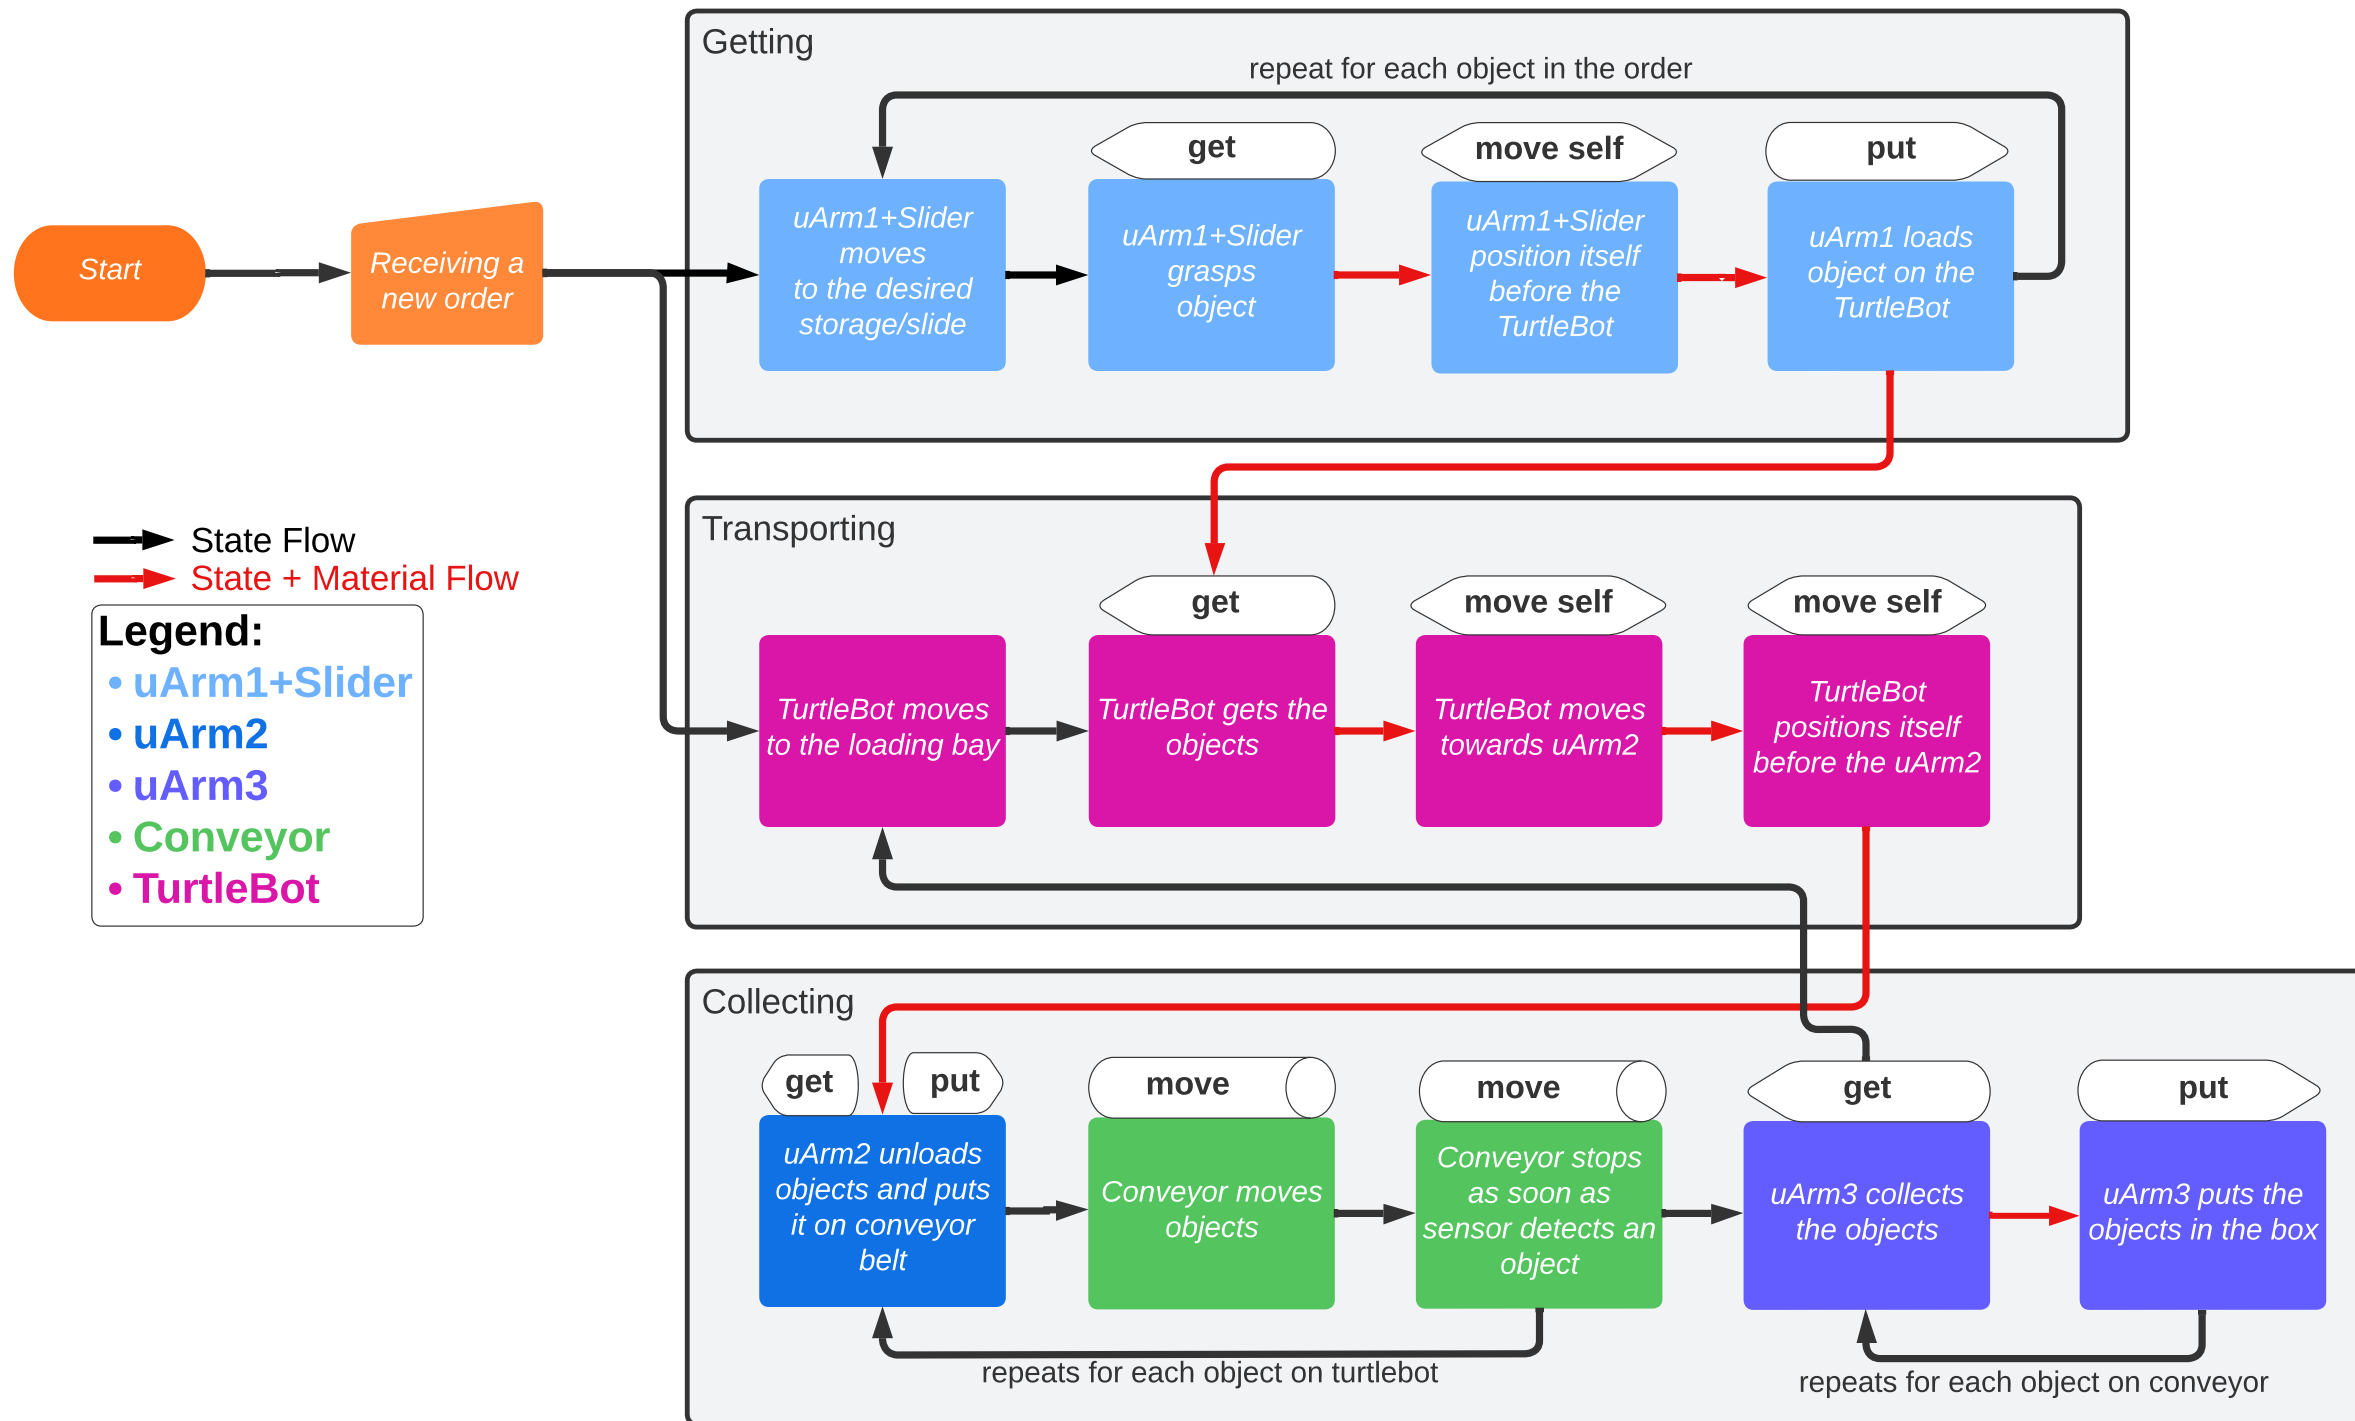 Getting
repeat for each object in the order
get
move self
put
Start
Receiving a
new order
uArm1+Slider
moves
to the desired
storage/slide
uArm1+Slider
grasps
object
uArm1+Slider
position itself
before the
TurtleBot
uArm1 loads
object on the
TurtleBot
State Flow
State + Material Flow
Legend:
• uArm1+Slider
• uArm2
• uArm3
• Conveyor
• TurtleBot
Transporting
get
move self
move self
TurtleBot moves
to the loading bay
TurtleBot gets the
objects
TurtleBot moves
towards uArm2
TurtleBot
positions itself
before the uArm2
Collecting
get
put
move
move
get
put
uArm2 unloads
objects and puts
it on conveyor
belt
Conveyor moves
objects
Conveyor stops
as soon as
sensor detects an
object
uArm3 collects
the objects
uArm3 puts the
objects in the box
repeats for each object on turtlebot
repeats for each object on conveyor